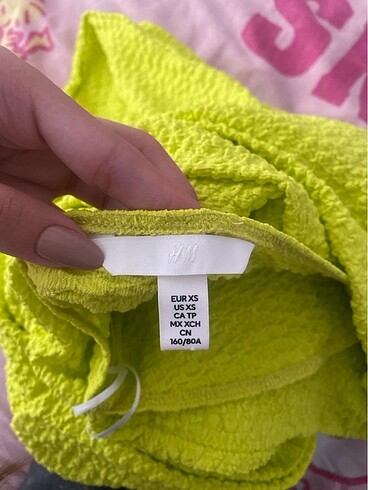 H&M
EUR XS
US XS
CA TP
MX XCH
CN
160/80A